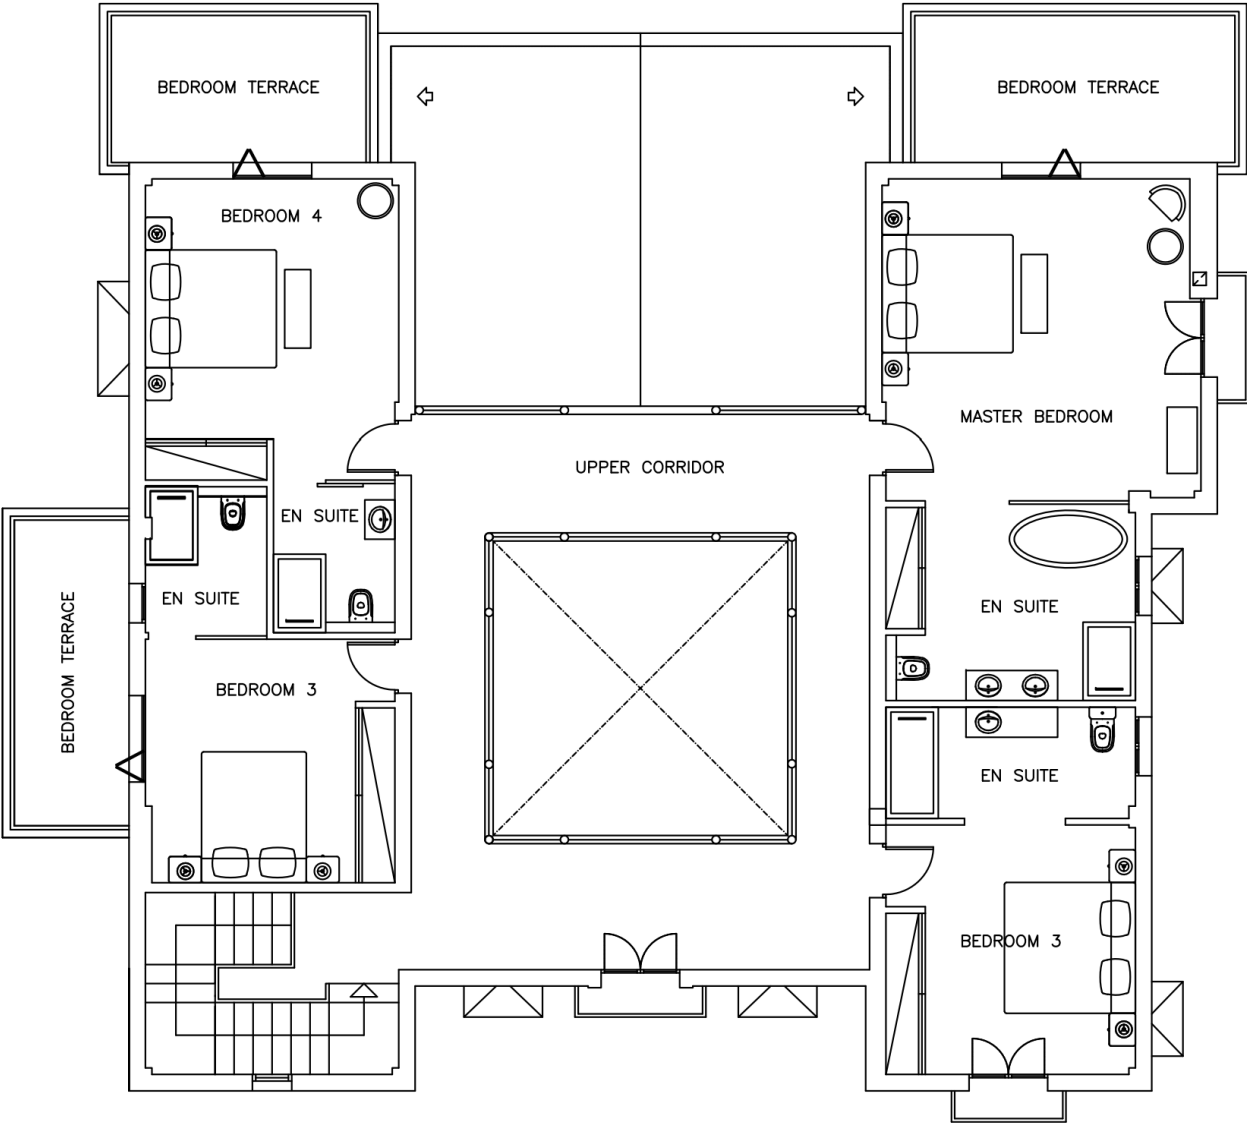 BEDROOM TERRACE
BEDROOM TERRACE
BEDROOM 4
MASTER BEDROOM
UPPER CORRIDOR
EN SUITE
EN SUITE
EN SUITE
BEDROOM TERRACE
BEDROOM 3
EN SUITE
BEDROOM 3